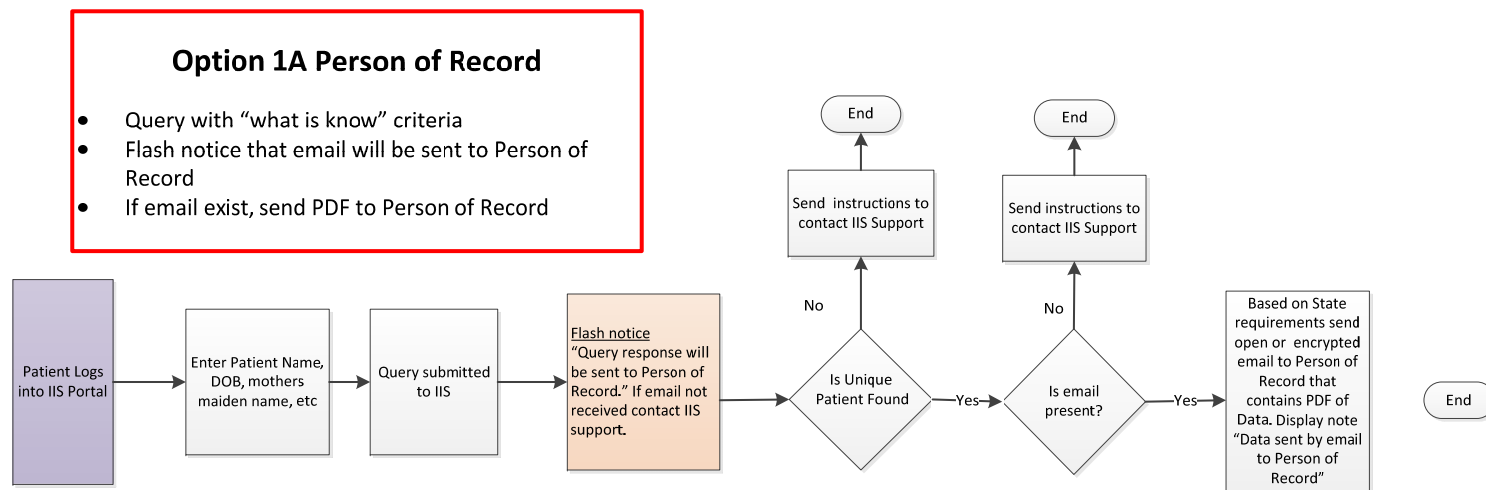 Option 1A Person of Record
• Query with “what is know” criteria
• Flash notice that email will be sent to Person of
Record
• If email exist, send PDF to Person of Record
End
End
Send instructions to
contact IIS Support
Send instructions to
contact IIS Support
No
No
Patient Logs
into IIS Portal
Enter Patient Name,
DOB, mothers
maiden name, etc
Query submitted
to IIS
Flash notice
“Query response will
be sent to Person of
Record.” If email not
received contact IIS
support.
Is Unique
Patient Found
Yes
Is email
present?
Yes
Based on State
requirements send
open or encrypted
email to Person of
Record that
contains PDF of
Data. Display note
“Data sent by email
to Person of
Record”
End